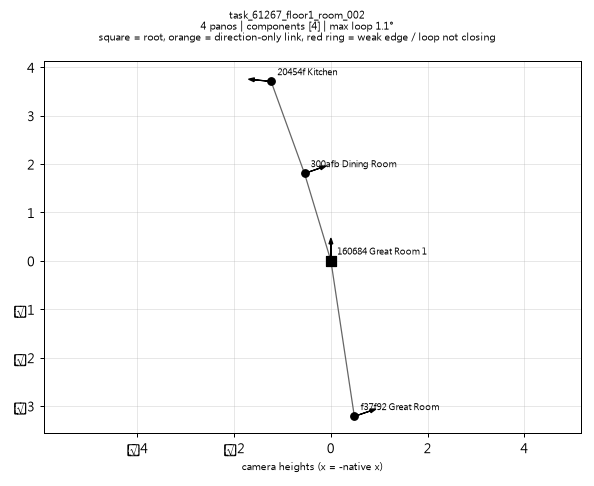 task_61267_floor1_room_002
4 panos | components [4] | max loop 1.1°
square = root, orange = direction-only link, red ring = weak edge / loop not closing
4
20454f Kitchen
3
2
300afb Dining Room
1
160684 Great Room 1
0
√1
√2
√3
f37f92 Great Room
√4 √2 0 2 4
camera heights (x = -native x)